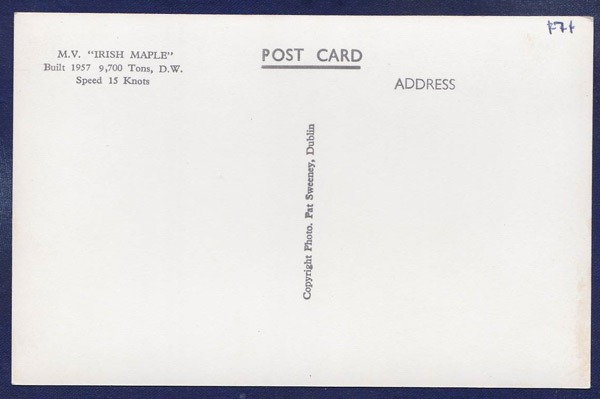 M.V. "IRISH MAPLE"
Built 1957 9,700 Tons, D.W.
Speed 15 Knots
POST CARD
ADDRESS
Copyright Photo. Pat Sweeney, Dublin